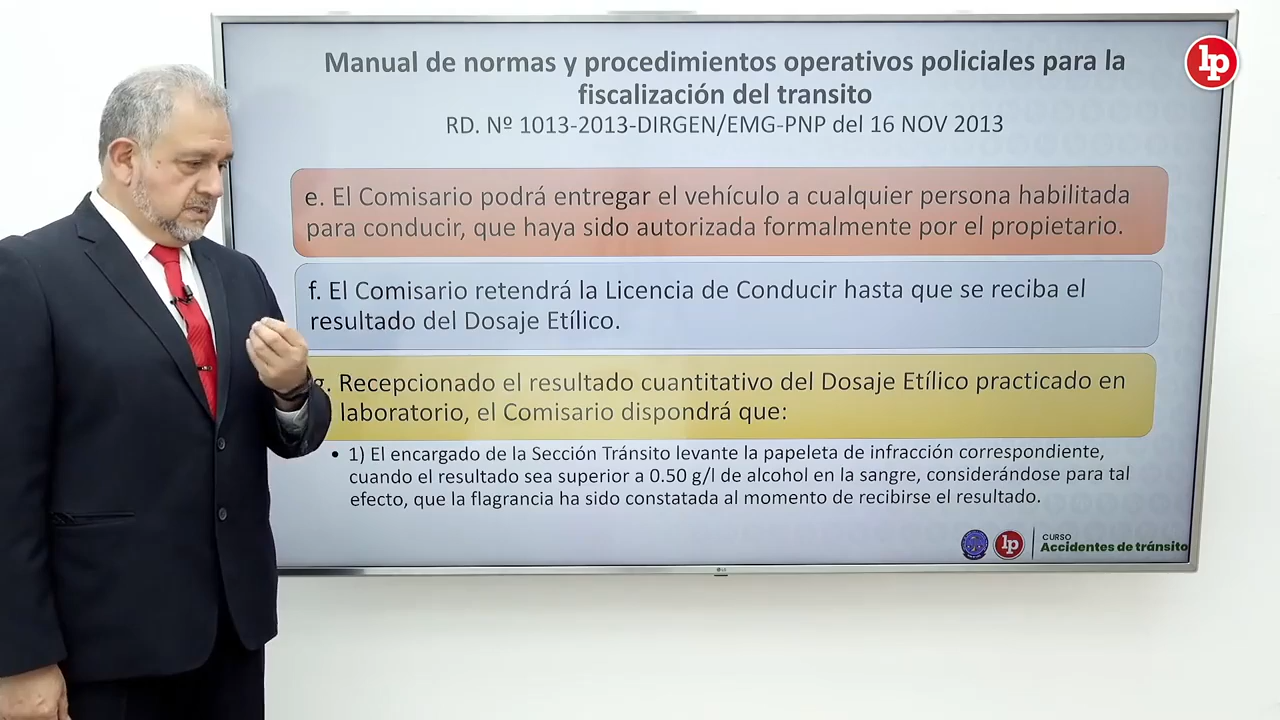 Manual de normas y procedimientos operativos policiales para la
fiscalización del transito
RD. Nº 1013-2013-DIRGEN/EMG-PNP del 16 NOV 2013
lp
e. El Comisario podrá entregar el vehículo a cualquier persona habilitada
para conducir, que haya sido autorizada formalmente por el propietario.
f. El Comisario retendrá la Licencia de Conducir hasta que se reciba el
resultado del Dosaje Etílico.
g. Recepcionado el resultado cuantitativo del Dosaje Etílico practicado en
laboratorio, el Comisario dispondrá que:
• 1) El encargado de la Sección Tránsito levante la papeleta de infracción correspondiente,
cuando el resultado sea superior a 0.50 g/l de alcohol en la sangre, considerándose para tal
efecto, que la flagrancia ha sido constatada al momento de recibirse el resultado.
lp
CURSO
Accidentes de tránsito
LG